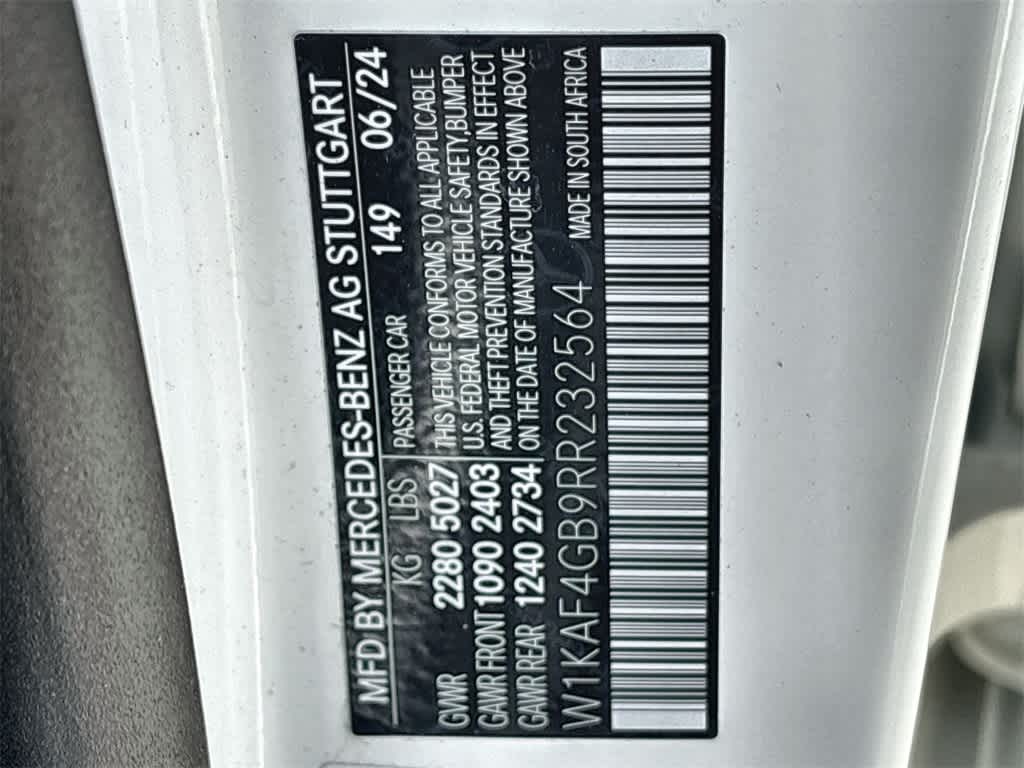 MFD BY MERCEDES-BENZ AG STUTTGART
KG LBS 149 06/24
PASSENGER CAR
GVWR 2280 5027 THIS VEHICLE CONFORMS TO ALL APPLICABLE
GAWR FRONT 1090 2403 U.S. FEDERAL MOTOR VEHICLE SAFETY,BUMPER
GAWR REAR 1240 2734 AND THEFT PREVENTION STANDARDS IN EFFECT
ON THE DATE OF MANUFACTURE SHOWN ABOVE
W1KAF4GB9RR232564 MADE IN SOUTH AFRICA